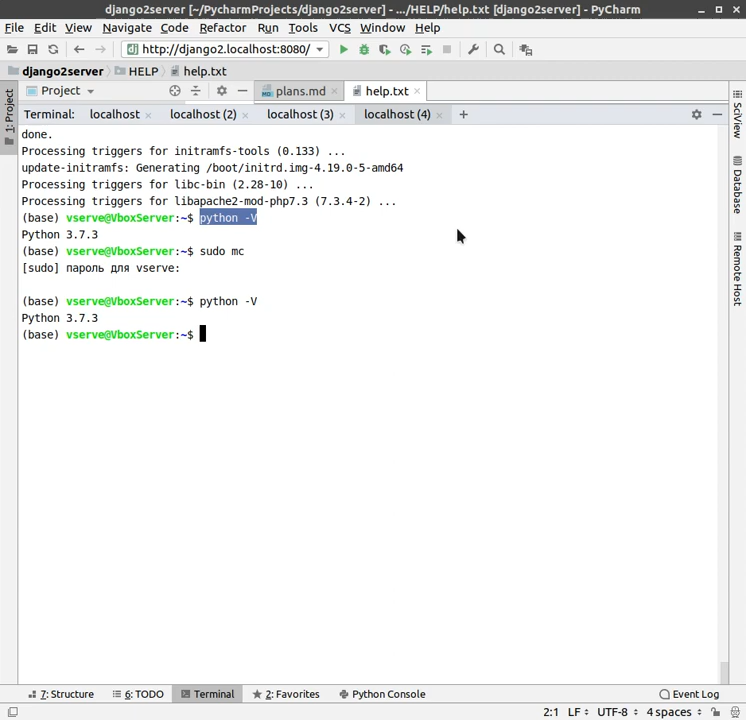 django2server [~/PycharmProjects/django2server] - .../HELP/help.txt [django2server] - PyCharm
File Edit View Navigate Code Refactor Run Tools VCS Window Help
http://django2.localhost:8080/
django2server HELP help.txt
Project plans.md help.txt
Terminal: localhost localhost (2) localhost (3) localhost (4) +
done.
Processing triggers for initramfs-tools (0.133) ...
update-initramfs: Generating /boot/initrd.img-4.19.0-5-amd64
Processing triggers for libc-bin (2.28-10) ...
Processing triggers for libapache2-mod-php7.3 (7.3.4-2) ...
(base) vserve@VboxServer:~$ python -V
Python 3.7.3
(base) vserve@VboxServer:~$ sudo mc
[sudo] пароль для vserve:
(base) vserve@VboxServer:~$ python -V
Python 3.7.3
(base) vserve@VboxServer:~$
1: Project
SciView
Database
Remote Host
7: Structure 6: TODO Terminal 2: Favorites Python Console Event Log
2:1 LF UTF-8 4 spaces